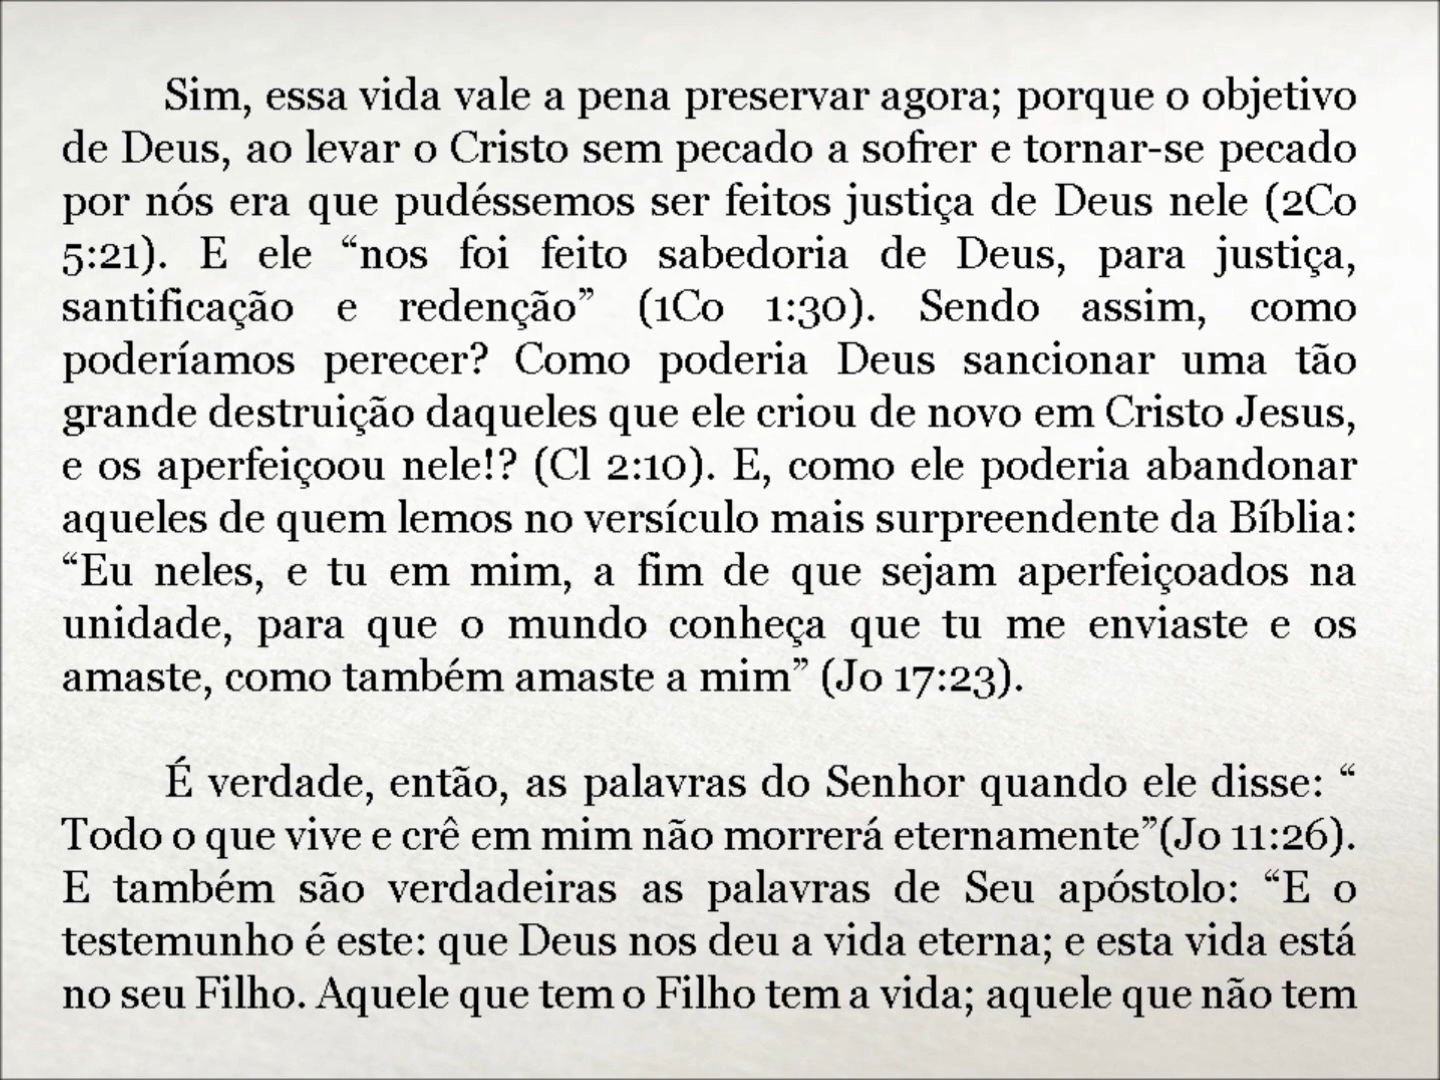 Sim, essa vida vale a pena preservar agora; porque o objetivo
de Deus, ao levar o Cristo sem pecado a sofrer e tornar-se pecado
por nós era que pudéssemos ser feitos justiça de Deus nele (2Co
5:21). E ele “nos foi feito sabedoria de Deus, para justiça,
santificação e redenção” (1Co 1:30). Sendo assim, como
poderíamos perecer? Como poderia Deus sancionar uma tão
grande destruição daqueles que ele criou de novo em Cristo Jesus,
e os aperfeiçoou nele!? (Cl 2:10). E, como ele poderia abandonar
aqueles de quem lemos no versículo mais surpreendente da Bíblia:
“Eu neles, e tu em mim, a fim de que sejam aperfeiçoados na
unidade, para que o mundo conheça que tu me enviaste e os
amaste, como também amaste a mim” (Jo 17:23).
É verdade, então, as palavras do Senhor quando ele disse: “
Todo o que vive e crê em mim não morrerá eternamente”(Jo 11:26).
E também são verdadeiras as palavras de Seu apóstolo: “E o
testemunho é este: que Deus nos deu a vida eterna; e esta vida está
no seu Filho. Aquele que tem o Filho tem a vida; aquele que não tem